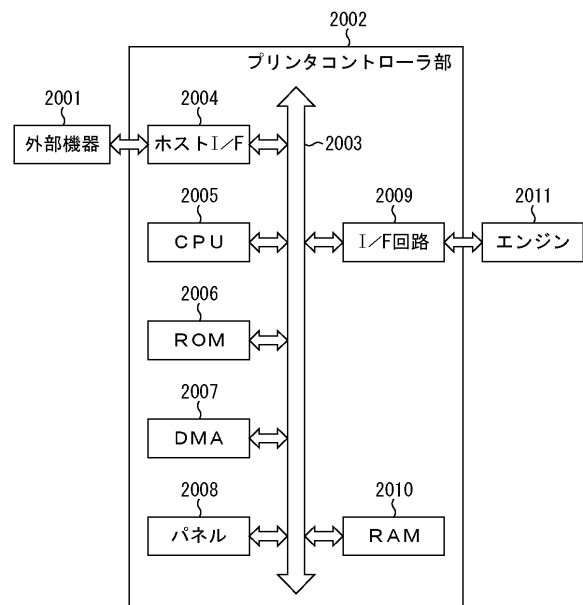 2002
プリンタコントローラ部
2001
外部機器
2004
ホストI/F
2003
2005
CPU
2009
I/F回路
2011
エンジン
2006
ROM
2007
DMA
2008
パネル
2010
RAM